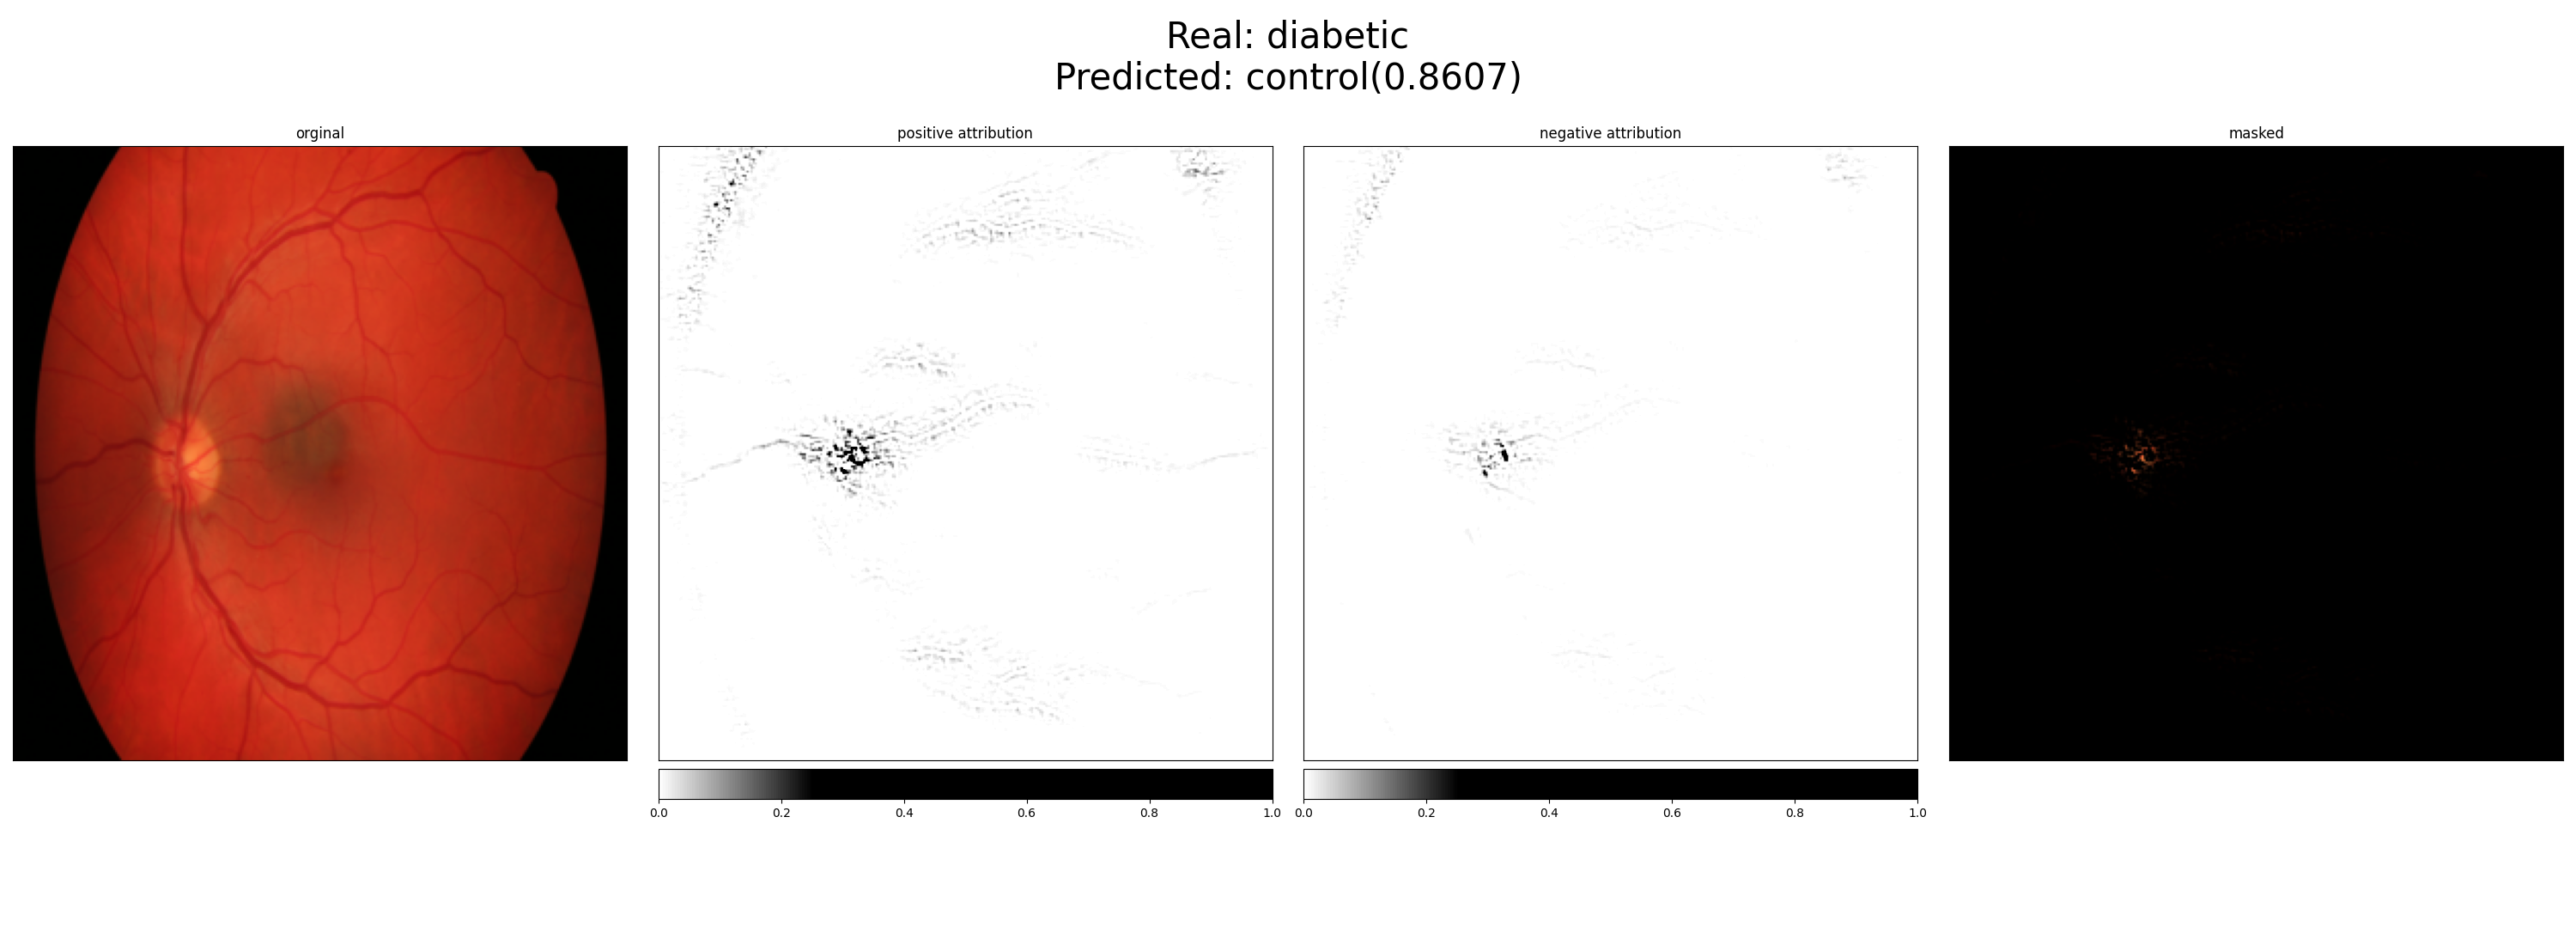 Real: diabetic
Predicted: control(0.8607)
orginal
positive attribution
negative attribution
masked
0.0 0.2 0.4 0.6 0.8 1.0
0.0 0.2 0.4 0.6 0.8 1.0